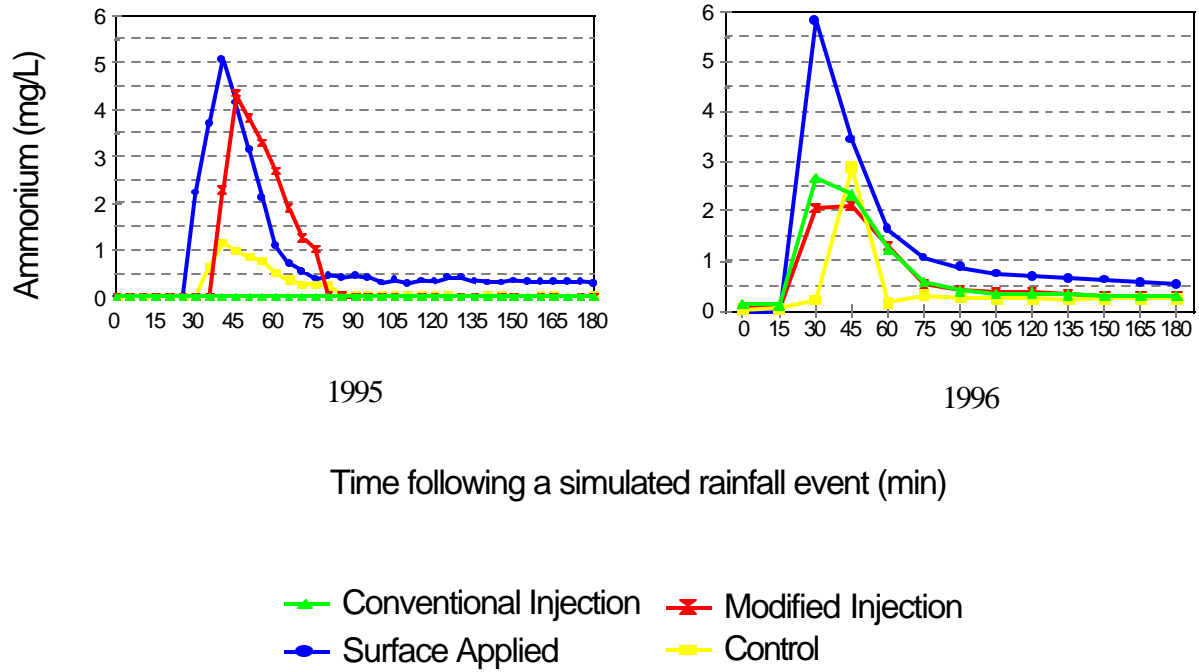 Ammonium (mg/L)
6
5
4
3
2
1
0
0 15 30 45 60 75 90 105 120 135 150 165 180
1995
6
5
4
3
2
1
0
0 15 30 45 60 75 90 105 120 135 150 165 180
1996
Time following a simulated rainfall event (min)
Conventional Injection Modified Injection
Surface Applied Control